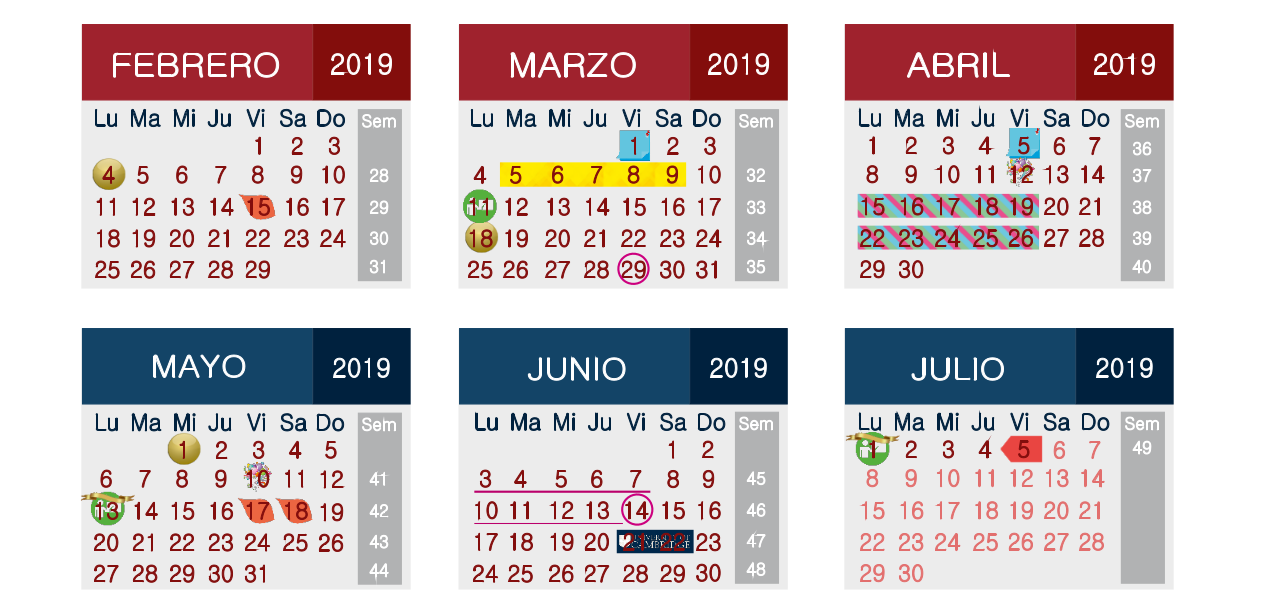 FEBRERO 2019
Lu Ma Mi Ju Vi Sa Do Sem
1 2 3
4 5 6 7 8 9 10 28
11 12 13 14 15 16 17 29
18 19 20 21 22 23 24 30
25 26 27 28 29 31
MARZO 2019
Lu Ma Mi Ju Vi Sa Do Sem
1 2 3
4 5 6 7 8 9 10 32
11 12 13 14 15 16 17 33
18 19 20 21 22 23 24 34
25 26 27 28 29 30 31 35
ABRIL 2019
Lu Ma Mi Ju Vi Sa Do Sem
1 2 3 4 5 6 7 36
8 9 10 11 12 13 14 37
15 16 17 18 19 20 21 38
22 23 24 25 26 27 28 39
29 30 40
MAYO 2019
Lu Ma Mi Ju Vi Sa Do Sem
1 2 3 4 5
6 7 8 9 10 11 12 41
13 14 15 16 17 18 19 42
20 21 22 23 24 25 26 43
27 28 29 30 31 44
JUNIO 2019
Lu Ma Mi Ju Vi Sa Do Sem
1 2
3 4 5 6 7 8 9 45
10 11 12 13 14 15 16 46
17 18 19 20 21 22 23 47
CAMBRIDGE
24 25 26 27 28 29 30 48
JULIO 2019
Lu Ma Mi Ju Vi Sa Do Sem
1 2 3 4 5 6 7 49
8 9 10 11 12 13 14
15 16 17 18 19 20 21
22 23 24 25 26 27 28
29 30